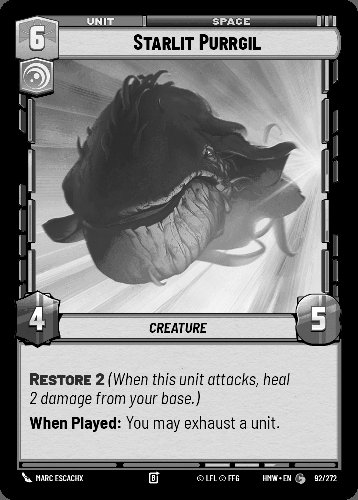 UNIT
SPACE
6
STARLIT PURRGIL
4
CREATURE
5
RESTORE 2 (When this unit attacks, heal
2 damage from your base.)
When Played: You may exhaust a unit.
MARC ESCACHX
© LFL © FFG
HMW • EN
92/272